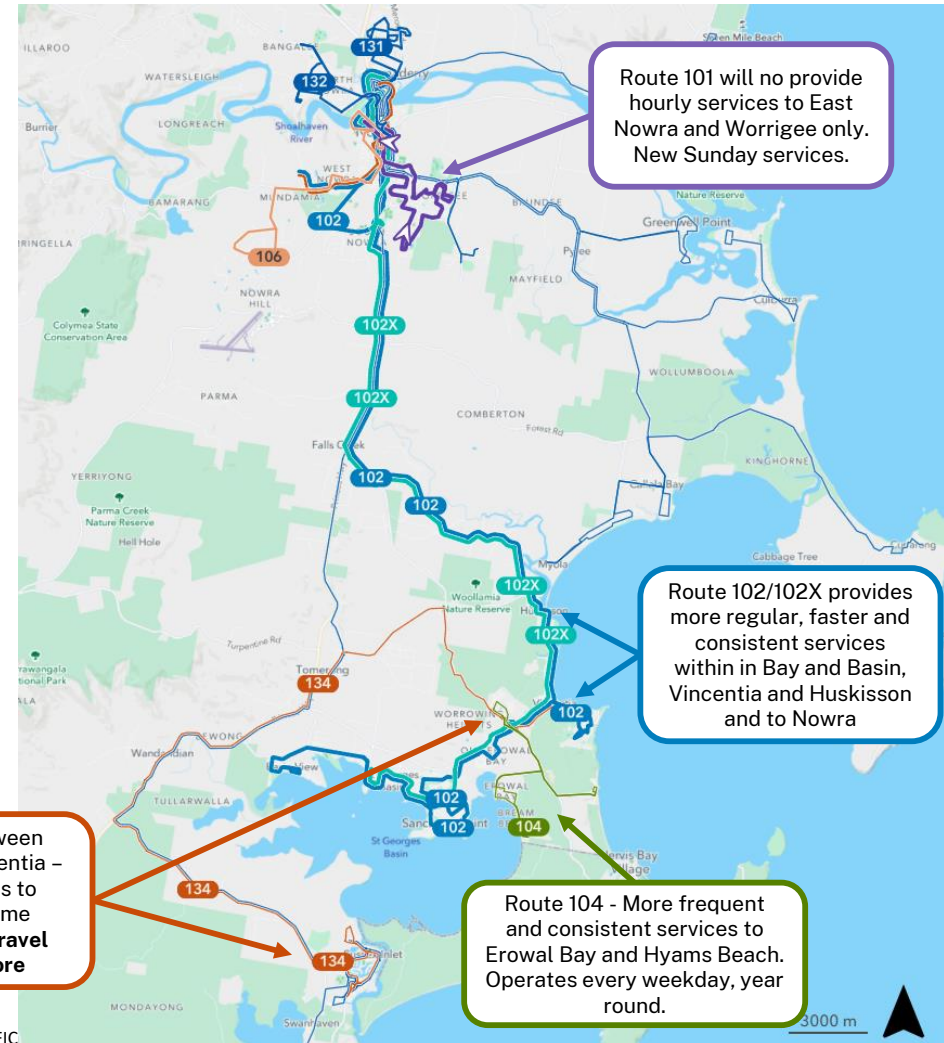 ILLAROO
BANGALE
131
Seven Mile Beach
WATERSLEIGH
132
Burrier
LONGREACH
Shoalhaven
River
Route 101 will no provide
hourly services to East
Nowra and Worrigee only.
New Sunday services.
WEST
MUNDAMIA
BAMARANG
102
BRUNDEE
Nature Reserve
Greenwell Point
106
Pyree
MAYFIELD
NOWRA
HILL
Colymea State
Conservation Area
102X
WOLLUMBOOLA
102X
PARMA
COMBERTON
Forest Rd
Falls Creek
KINGHORNE
102
YERRIYONG
102
Callala Bay
Parma Creek
Nature Reserve
Hell Hole
Cabbage Tree
Myola
Woollamia
Nature Reserve
102X
102X
Route 102/102X provides
more regular, faster and
consistent services
within in Bay and Basin,
Vincentia and Huskisson
and to Nowra
Turpentine Rd
Tomerong
134
102
WORROWING
HEIGHTS
Wandandian
TULLARWALLA
102
102
St Georges
Basin
104
Jervis Bay
Village
ween
entia –
s to
me
ravel
ore
134
134
Route 104 - More frequent
and consistent services to
Erowal Bay and Hyams Beach.
Operates every weekday, year
round.
MONDAYONG
Swanhaven
3000 m